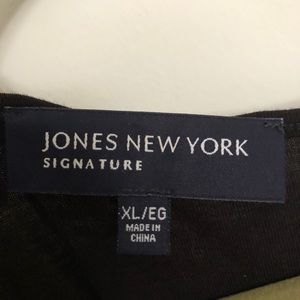 JONES NEW YORK
SIGNATURE
XL/EG
MADE IN
CHINA